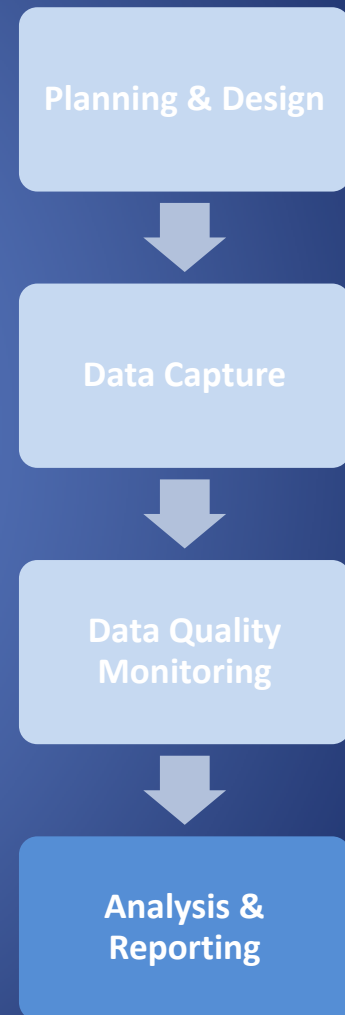 Planning & Design
Data Capture
Data Quality
Monitoring
Analysis &
Reporting